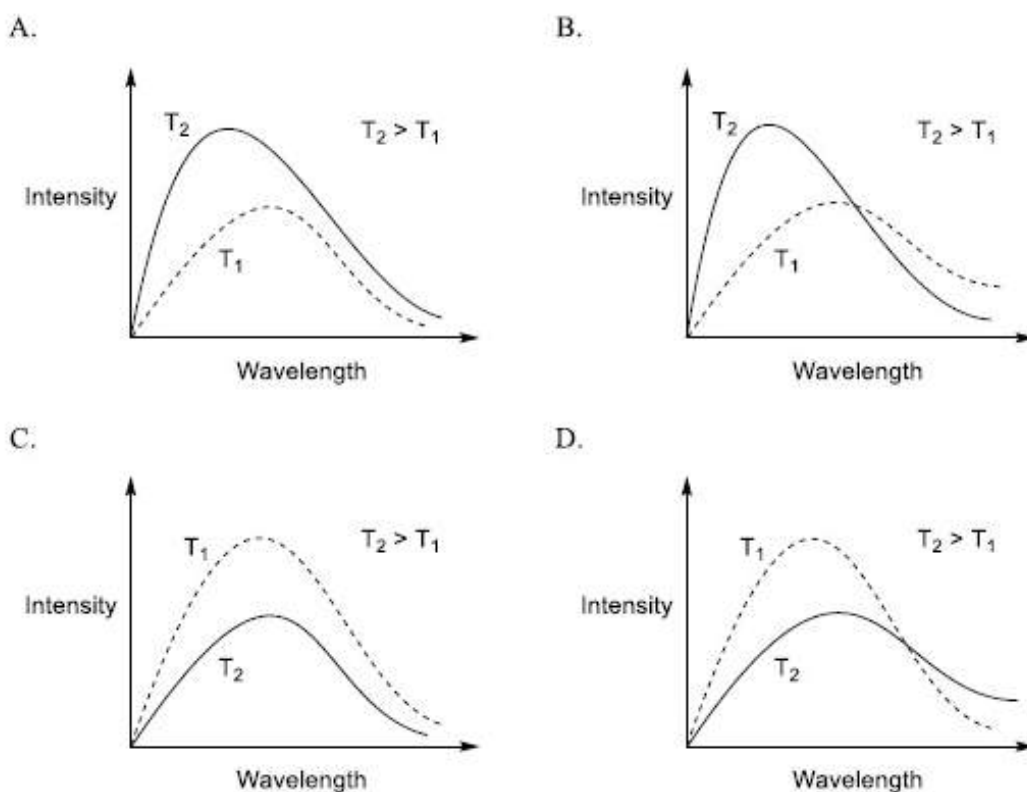 A.
T₂
T₂ > T₁
Intensity
T₁
Wavelength
B.
T₂
T₂ > T₁
Intensity
T₁
Wavelength
C.
T₁
T₂ > T₁
Intensity
T₂
Wavelength
D.
T₁
T₂ > T₁
Intensity
T₂
Wavelength